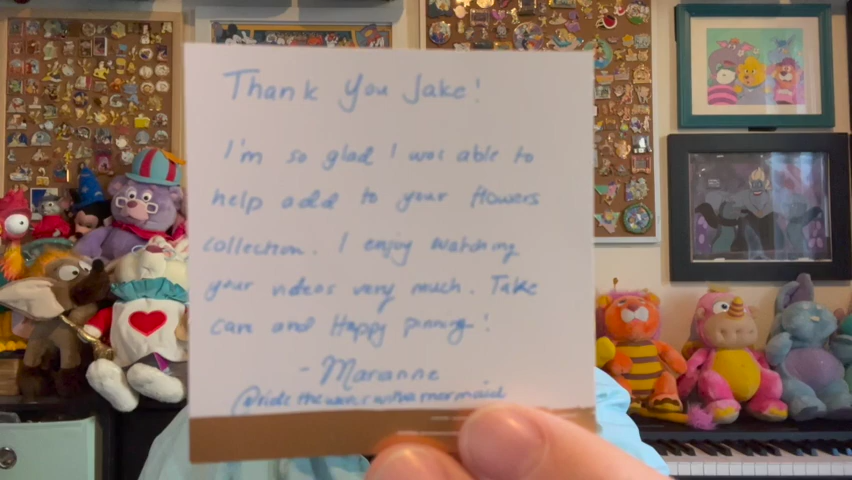 Thank You Jake!
I'm so glad I was able to
help add to your flowers
collection. I enjoy watching
your videos very much. Take
care and Happy pinning!
- Maranne
@ridethewaveswithamermaid